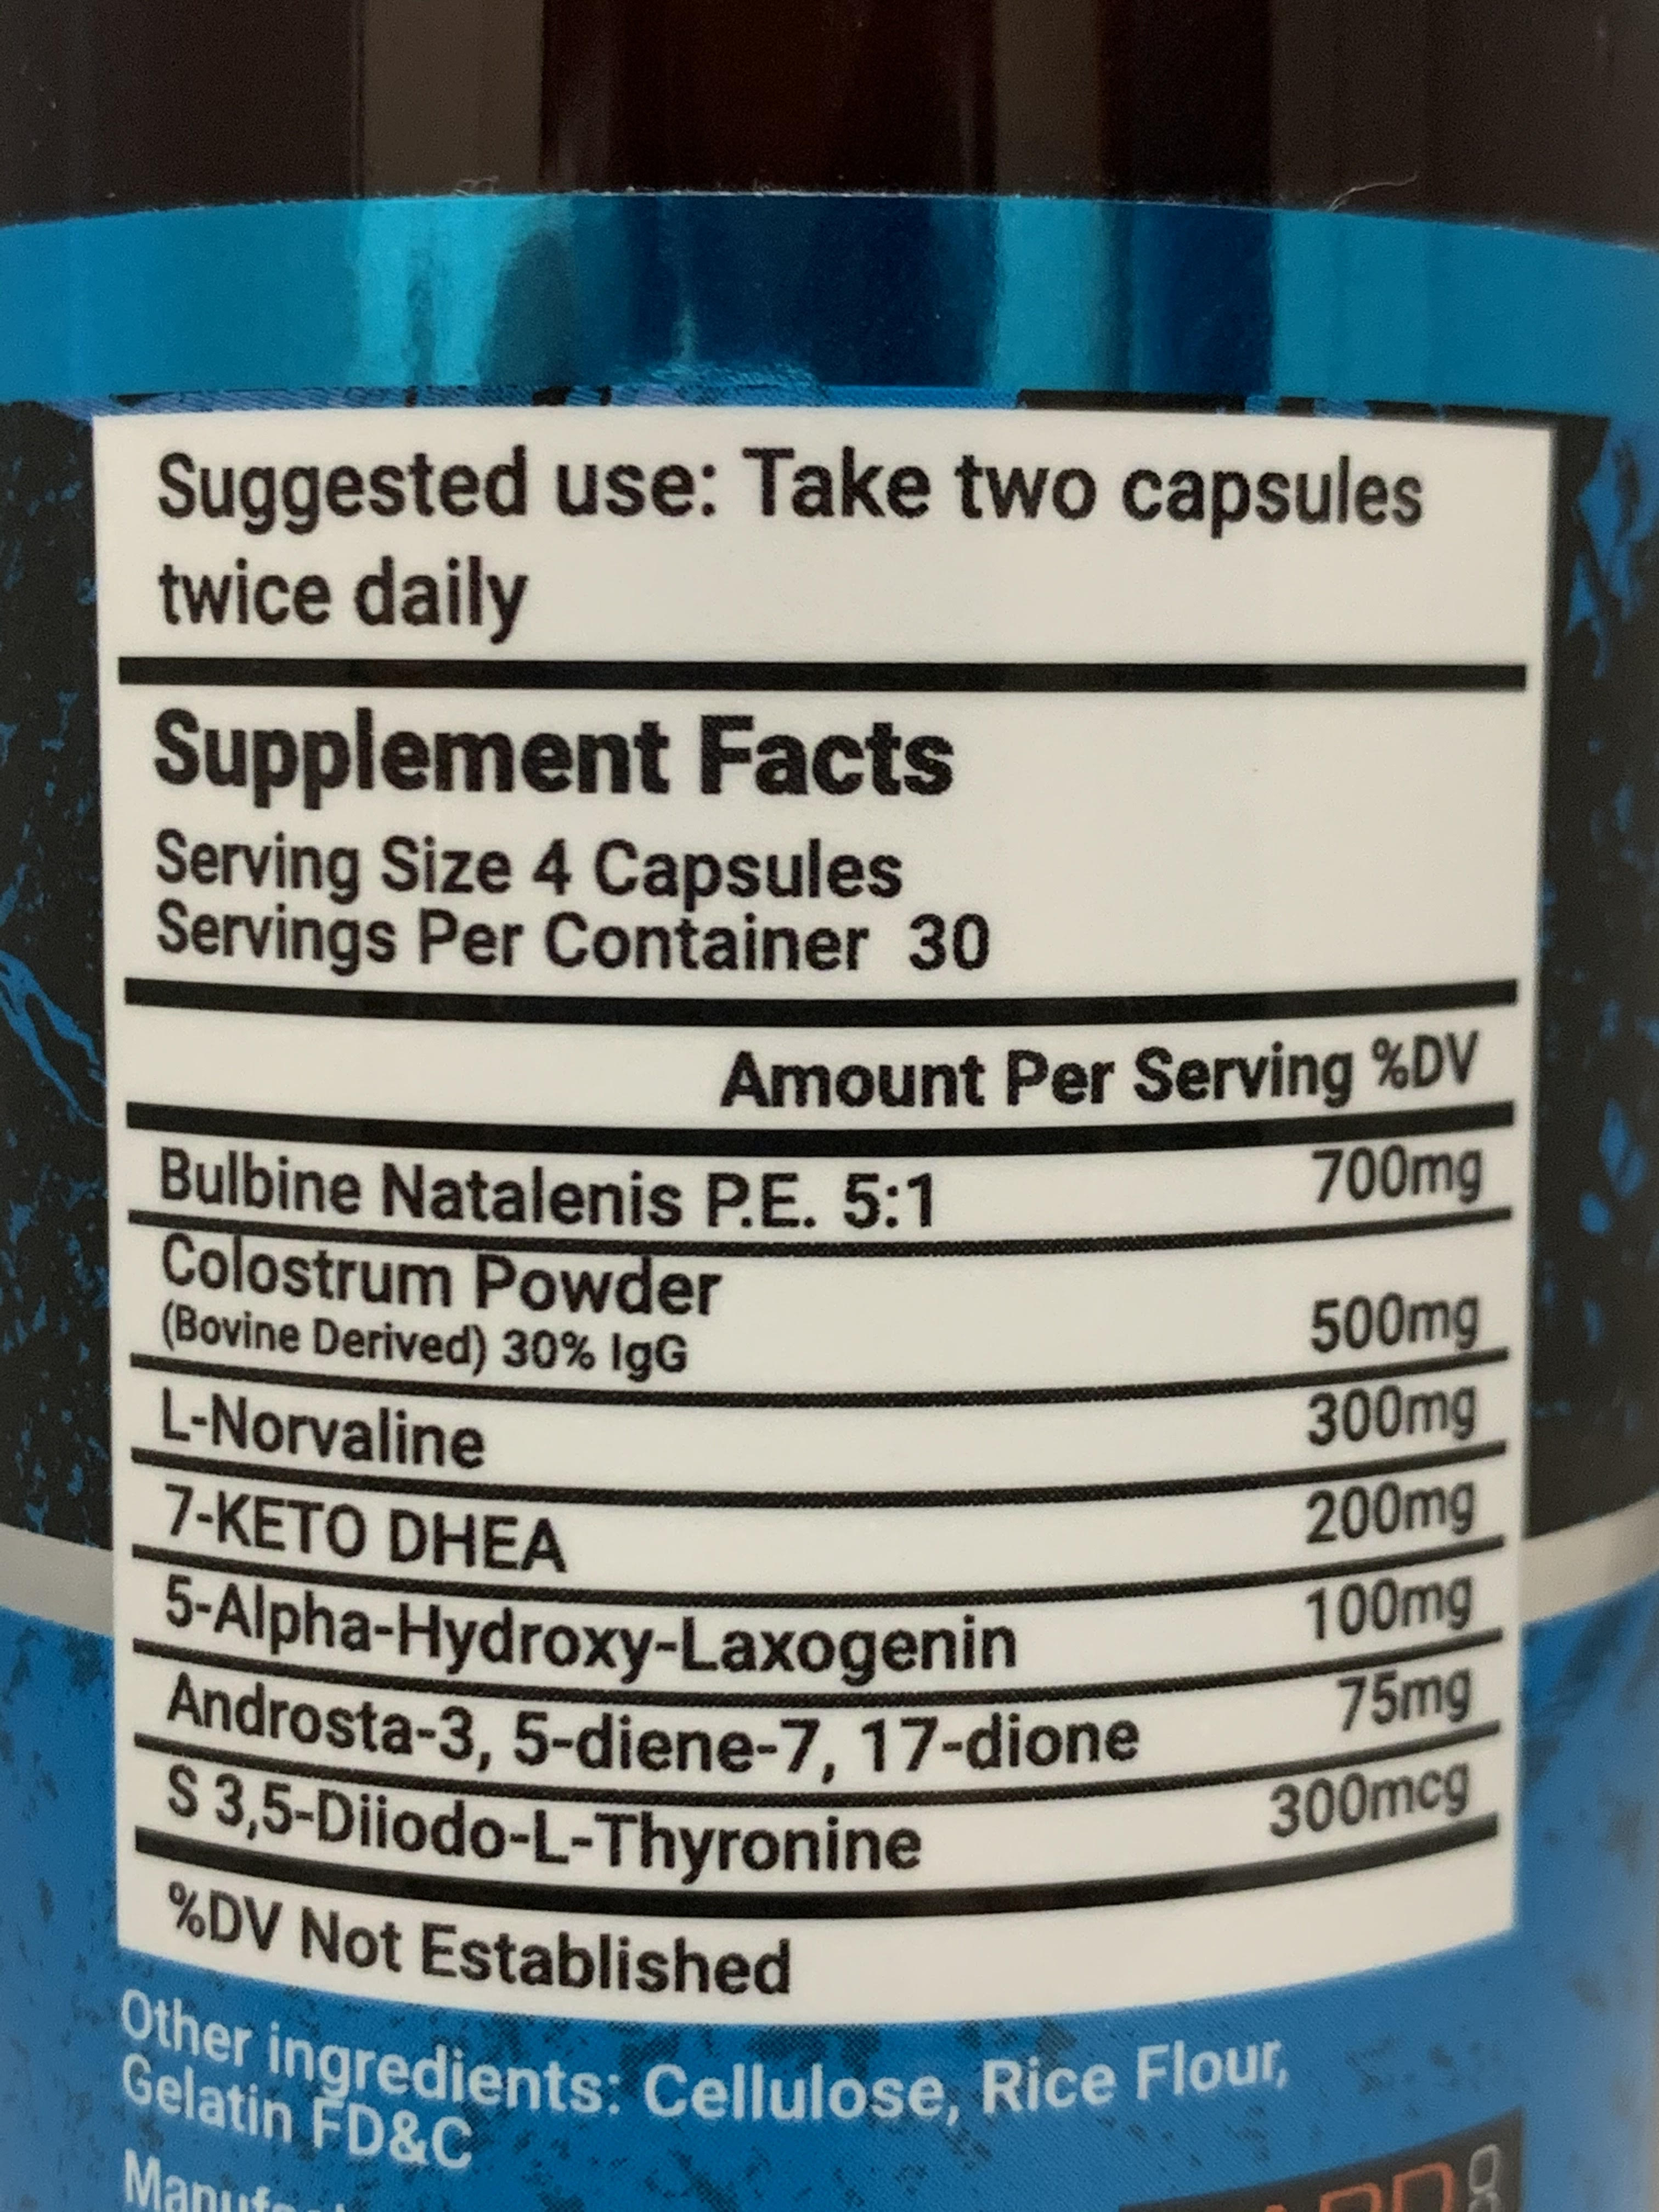 Suggested use: Take two capsules
twice daily
Supplement Facts
Serving Size 4 Capsules
Servings Per Container 30
Amount Per Serving %DV
Bulbine Natalenis P.E. 5:1 700mg
Colostrum Powder
(Bovine Derived) 30% IgG 500mg
L-Norvaline 300mg
7-KETO DHEA 200mg
5-Alpha-Hydroxy-Laxogenin 100mg
Androsta-3, 5-diene-7, 17-dione 75mg
S 3,5-Diiodo-L-Thyronine 300mcg
%DV Not Established
Other ingredients: Cellulose, Rice Flour,
Gelatin FD&C